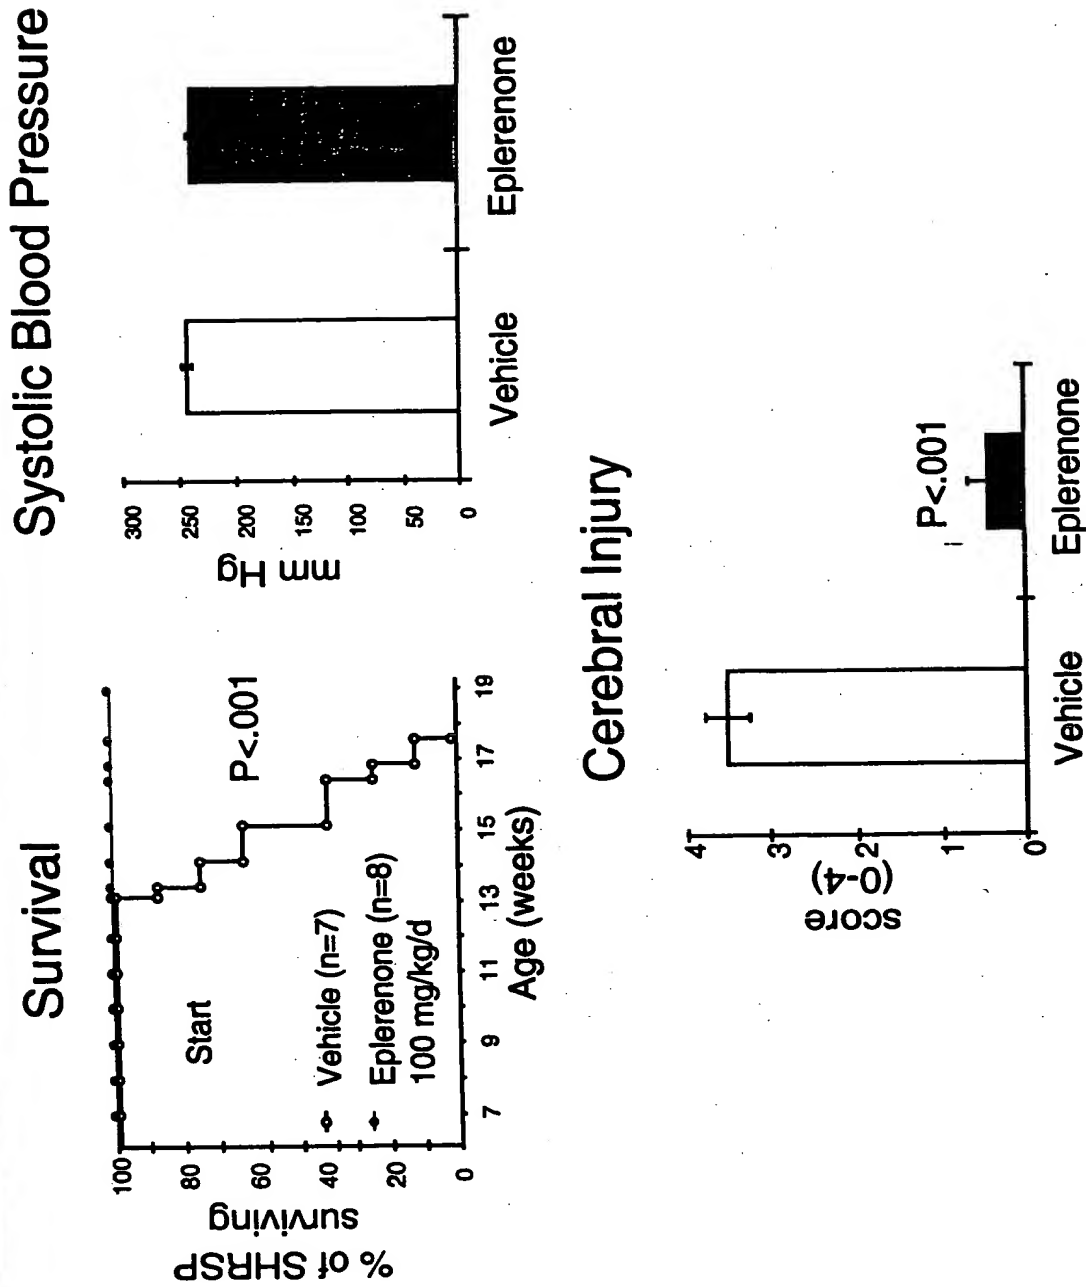 Survival
% of SHRSP
surviving
100
80
60
40
20
0
Start
P<.001
Vehicle (n=7)
Eplerenone (n=8)
100 mg/kg/d
7 9 11 13 15 17 19
Age (weeks)
Systolic Blood Pressure
mm Hg
300
250
200
150
100
50
0
Vehicle Eplerenone
Cerebral Injury
score
(0-4)
4
3
2
1
0
P<.001
Vehicle Eplerenone